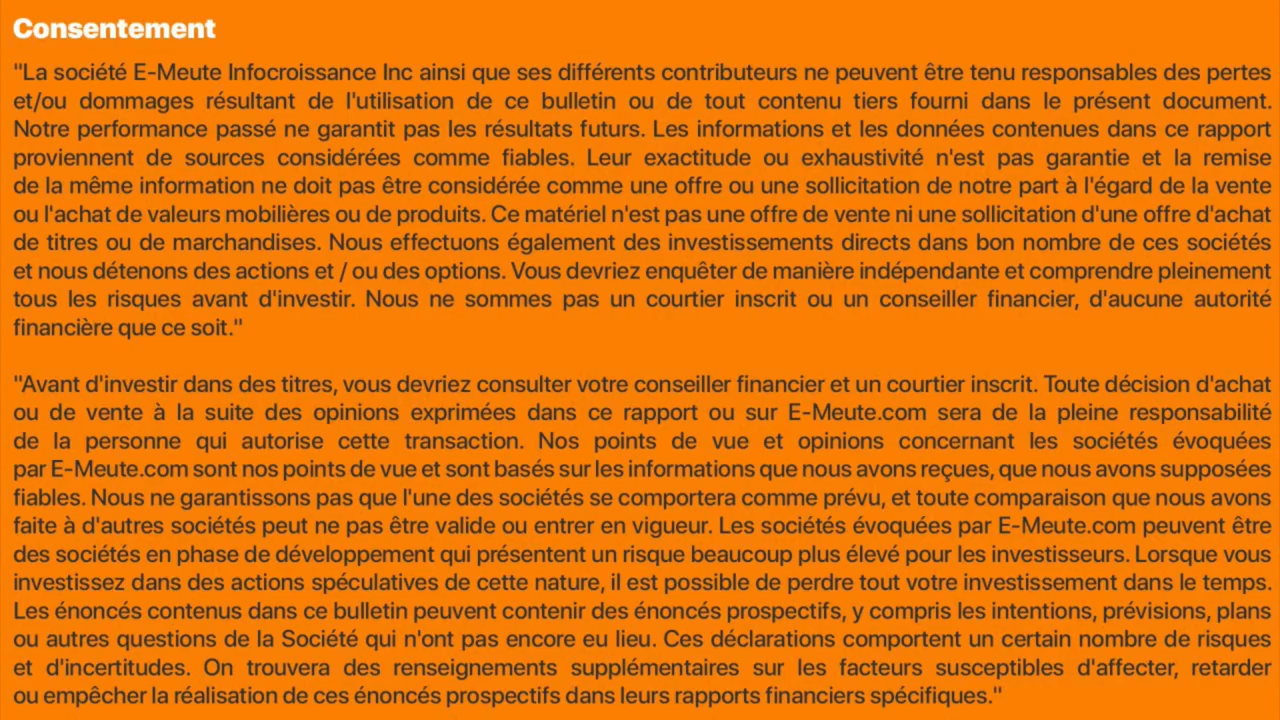 Consentement
"La société E-Meute Infocroissance Inc ainsi que ses différents contributeurs ne peuvent être tenu responsables des pertes
et/ou dommages résultant de l'utilisation de ce bulletin ou de tout contenu tiers fourni dans le présent document.
Notre performance passé ne garantit pas les résultats futurs. Les informations et les données contenues dans ce rapport
proviennent de sources considérées comme fiables. Leur exactitude ou exhaustivité n'est pas garantie et la remise
de la même information ne doit pas être considérée comme une offre ou une sollicitation de notre part à l'égard de la vente
ou l'achat de valeurs mobilières ou de produits. Ce matériel n'est pas une offre de vente ni une sollicitation d'une offre d'achat
de titres ou de marchandises. Nous effectuons également des investissements directs dans bon nombre de ces sociétés
et nous détenons des actions et / ou des options. Vous devriez enquêter de manière indépendante et comprendre pleinement
tous les risques avant d'investir. Nous ne sommes pas un courtier inscrit ou un conseiller financier, d'aucune autorité
financière que ce soit."
"Avant d'investir dans des titres, vous devriez consulter votre conseiller financier et un courtier inscrit. Toute décision d'achat
ou de vente à la suite des opinions exprimées dans ce rapport ou sur E-Meute.com sera de la pleine responsabilité
de la personne qui autorise cette transaction. Nos points de vue et opinions concernant les sociétés évoquées
par E-Meute.com sont nos points de vue et sont basés sur les informations que nous avons reçues, que nous avons supposées
fiables. Nous ne garantissons pas que l'une des sociétés se comportera comme prévu, et toute comparaison que nous avons
faite à d'autres sociétés peut ne pas être valide ou entrer en vigueur. Les sociétés évoquées par E-Meute.com peuvent être
des sociétés en phase de développement qui présentent un risque beaucoup plus élevé pour les investisseurs. Lorsque vous
investissez dans des actions spéculatives de cette nature, il est possible de perdre tout votre investissement dans le temps.
Les énoncés contenus dans ce bulletin peuvent contenir des énoncés prospectifs, y compris les intentions, prévisions, plans
ou autres questions de la Société qui n'ont pas encore eu lieu. Ces déclarations comportent un certain nombre de risques
et d'incertitudes. On trouvera des renseignements supplémentaires sur les facteurs susceptibles d'affecter, retarder
ou empêcher la réalisation de ces énoncés prospectifs dans leurs rapports financiers spécifiques."